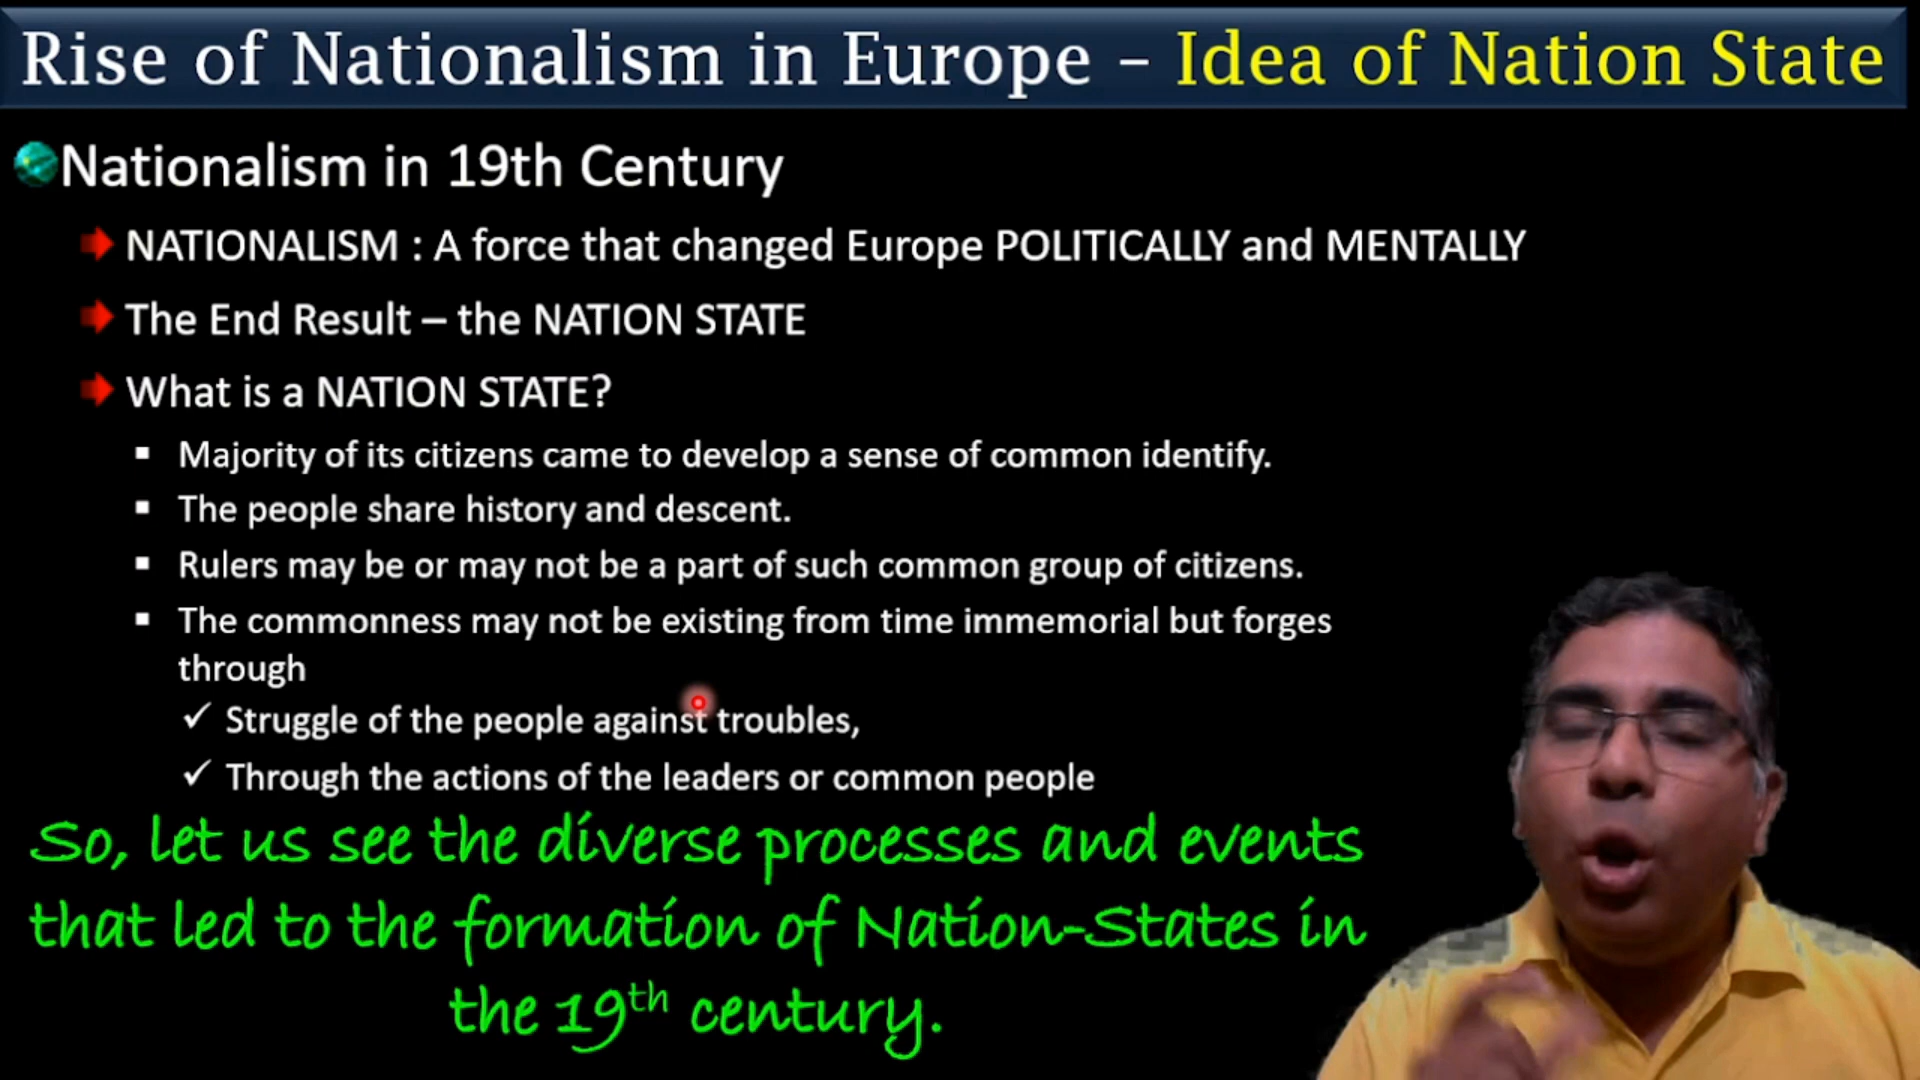 Rise of Nationalism in Europe – Idea of Nation State
Nationalism in 19th Century
NATIONALISM : A force that changed Europe POLITICALLY and MENTALLY
The End Result – the NATION STATE
What is a NATION STATE?
Majority of its citizens came to develop a sense of common identify.
The people share history and descent.
Rulers may be or may not be a part of such common group of citizens.
The commonness may not be existing from time immemorial but forges
through
Struggle of the people against troubles,
Through the actions of the leaders or common people
So, let us see the diverse processes and events
that led to the formation of Nation-States in
the 19th century.